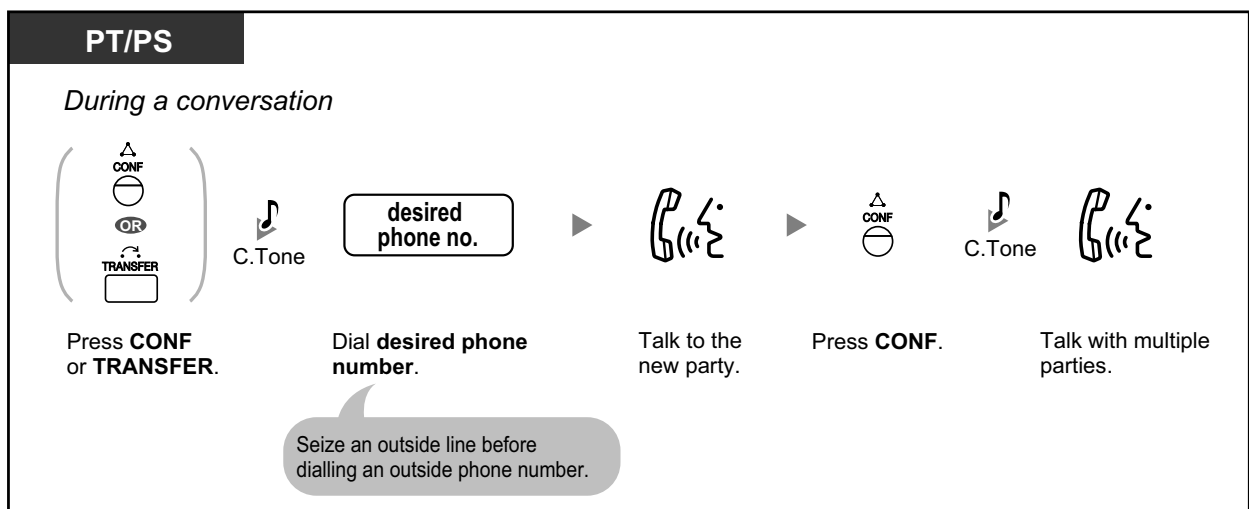 PT/PS
During a conversation
CONF
OR
TRANSFER
C.Tone
desired
phone no.
CONF
C.Tone
Press CONF
or TRANSFER.
Dial desired phone
number.
Talk to the
new party.
Press CONF.
Talk with multiple
parties.
Seize an outside line before
dialling an outside phone number.